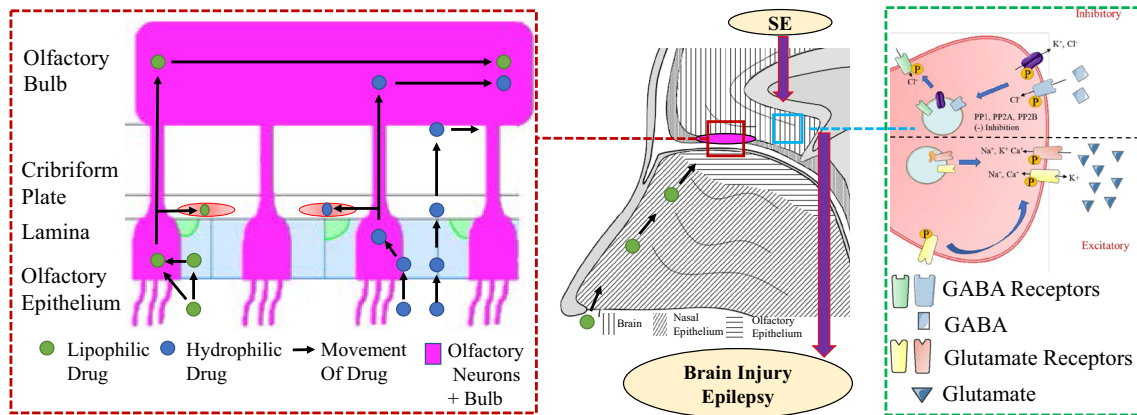 Olfactory
Bulb
Cribriform
Plate
Lamina
Olfactory
Epithelium
Lipophilic
Drug
Hydrophilic
Drug
Movement
Of Drug
Olfactory
Neurons
+ Bulb
SE
Brain
Nasal
Epithelium
Olfactory
Epithelium
Brain Injury
Epilepsy
Inhibitory
K⁺, Cl⁻
P
P
Cl⁻
Cl⁻
P
PP1, PP2A, PP2B
(-) Inhibition
Na⁺, K⁺ Ca⁺
P
Na⁺, Ca⁺
K+
P
P
Excitatory
GABA Receptors
GABA
Glutamate Receptors
Glutamate